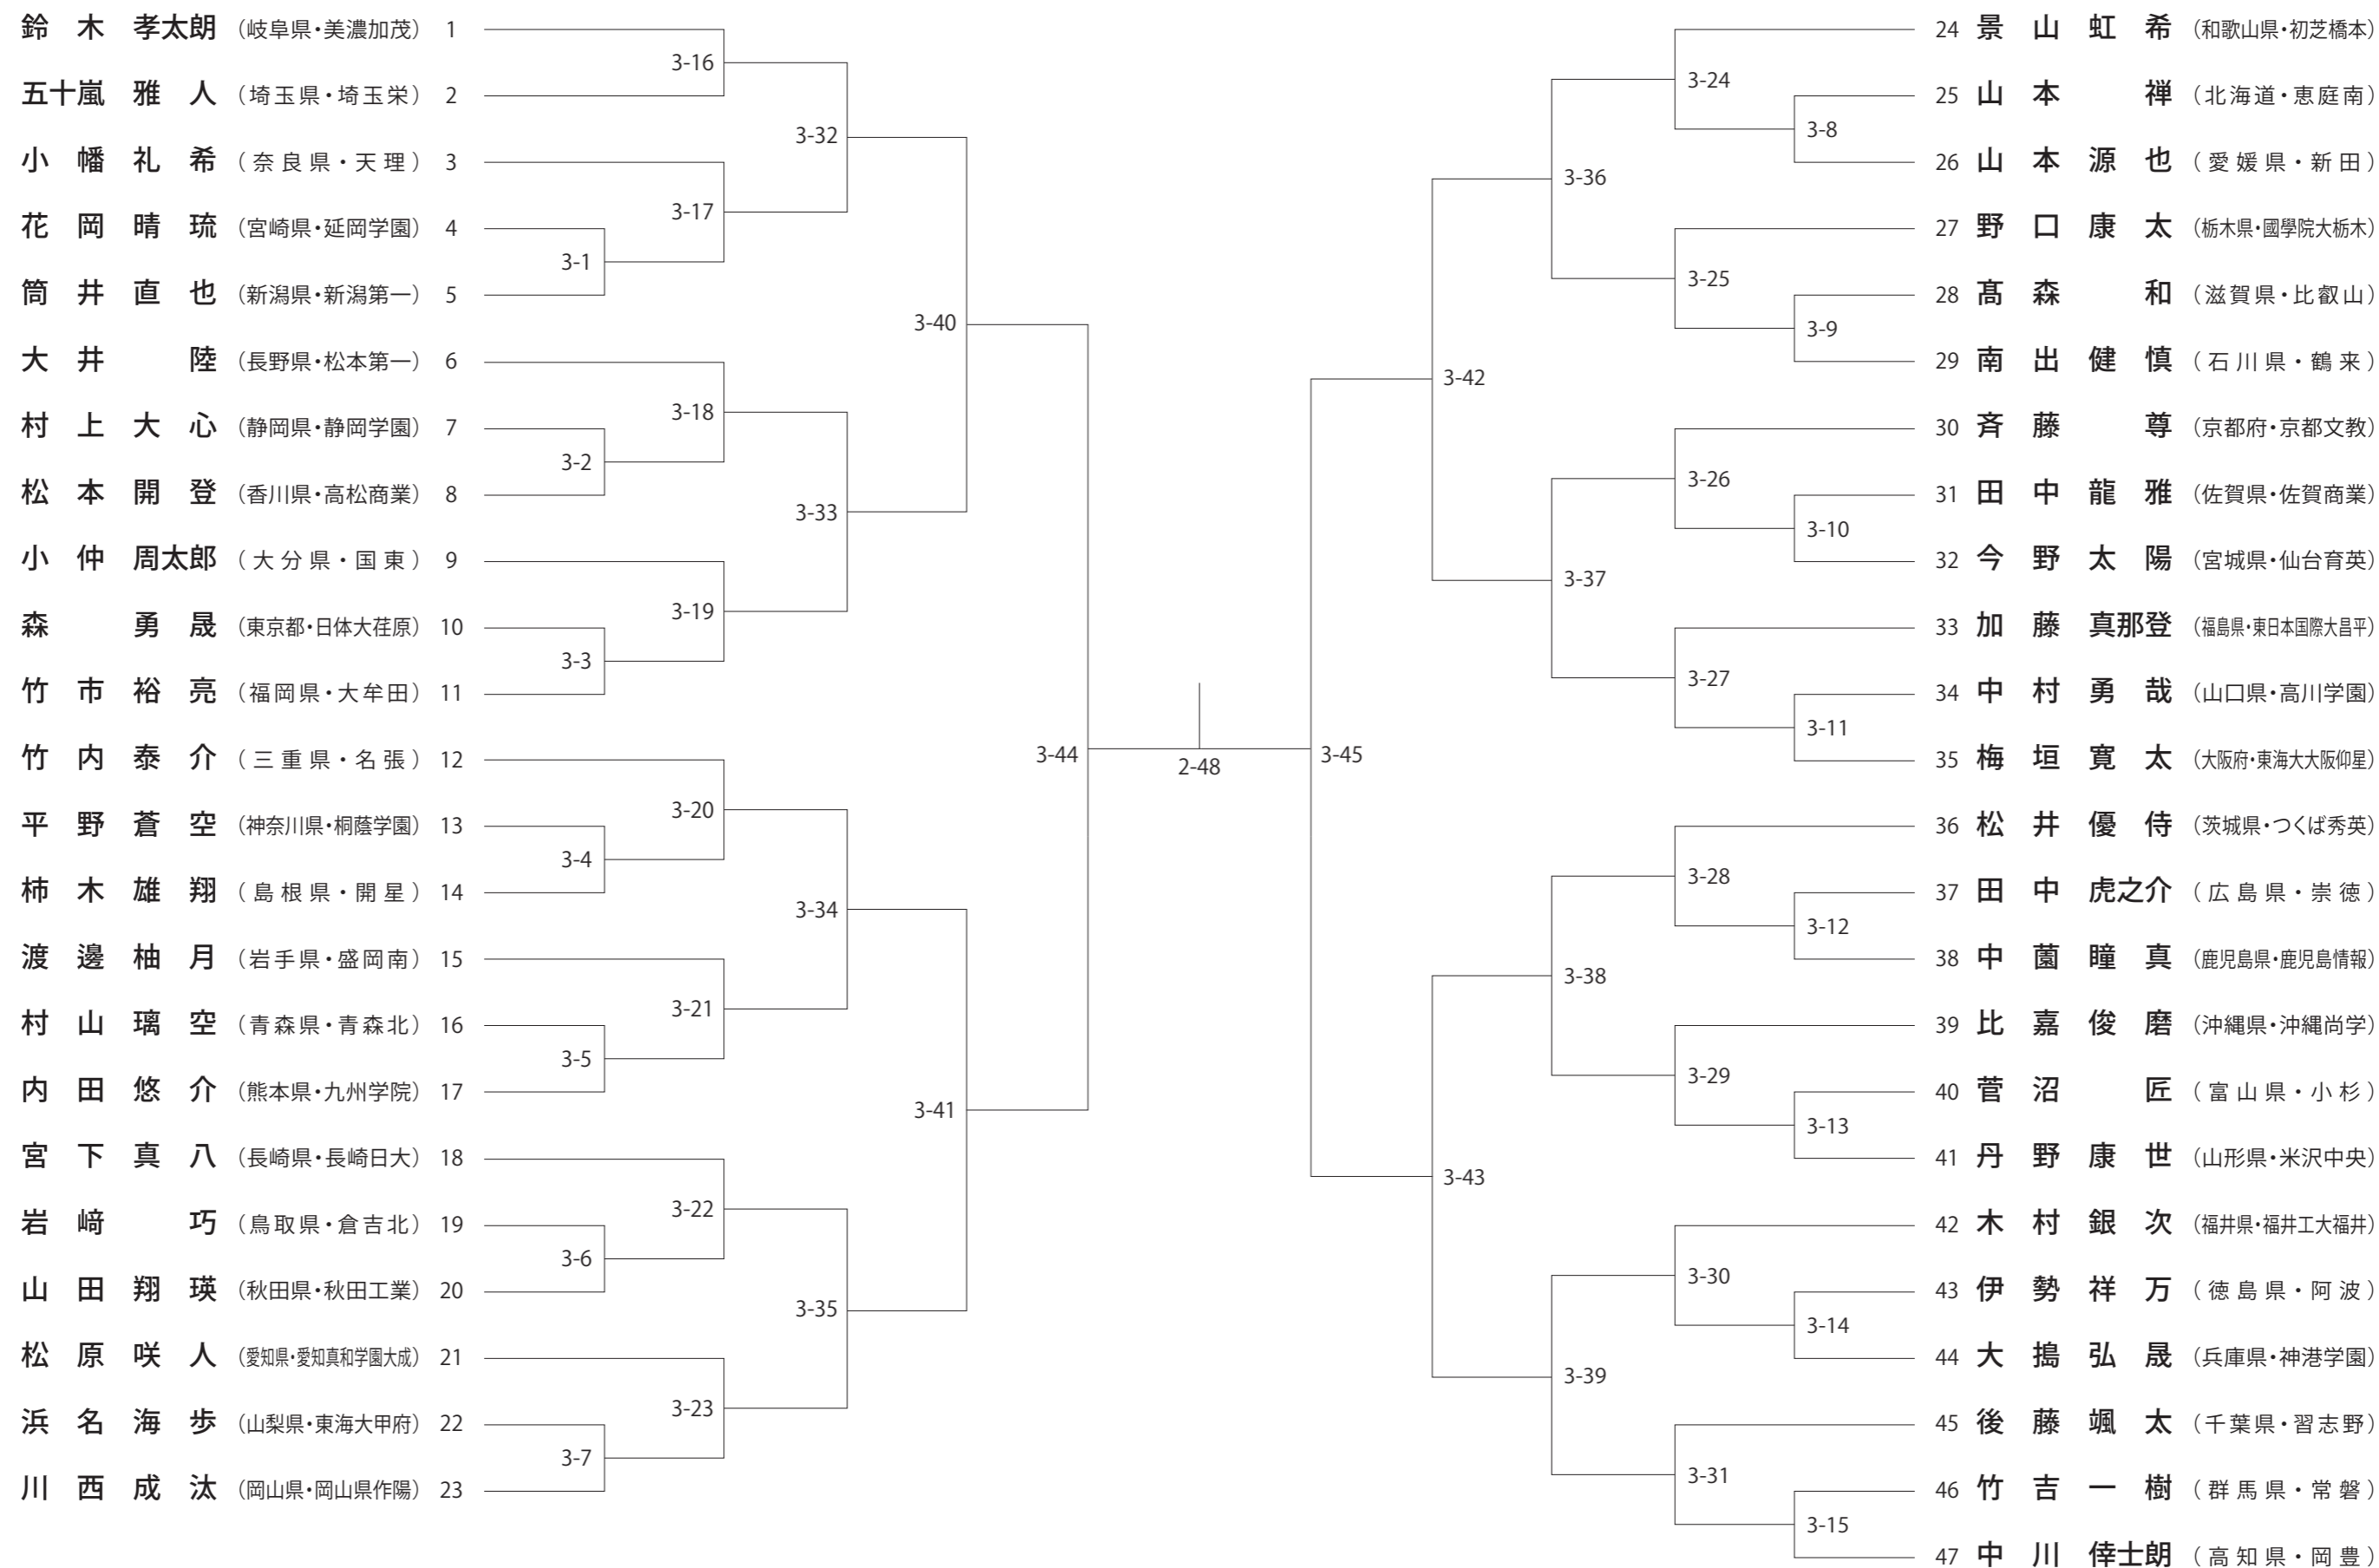 鈴木 孝太朗 （岐阜県・美濃加茂） 1
3-16
五十嵐 雅人 （埼玉県・埼玉栄） 2
3-32
小幡 礼希 （奈良県・天理） 3
3-17
花岡 晴琉 （宮崎県・延岡学園） 4
3-1
筒井 直也 （新潟県・新潟第一） 5
3-40
大井 陸 （長野県・松本第一） 6
3-18
村上 大心 （静岡県・静岡学園） 7
3-2
松本 開登 （香川県・高松商業） 8
3-33
小仲 周太郎 （大分県・国東） 9
3-19
森 勇晟 （東京都・日体大荏原） 10
3-3
竹市 裕亮 （福岡県・大牟田） 11
3-44
竹内 泰介 （三重県・名張） 12
3-20
平野 蒼空 （神奈川県・桐蔭学園） 13
3-4
柿木 雄翔 （島根県・開星） 14
3-34
渡邊 柚月 （岩手県・盛岡南） 15
3-21
村山 璃空 （青森県・青森北） 16
3-5
内田 悠介 （熊本県・九州学院） 17
3-41
宮下 真八 （長崎県・長崎日大） 18
3-22
岩﨑 巧 （鳥取県・倉吉北） 19
3-6
山田 翔瑛 （秋田県・秋田工業） 20
3-35
松原 咲人 （愛知県・愛知真和学園大成） 21
3-23
浜名 海歩 （山梨県・東海大甲府） 22
3-7
川西 成汰 （岡山県・岡山県作陽） 23
2-48
24 景山 虹希 （和歌山県・初芝橋本）
3-24
25 山本 禅 （北海道・恵庭南）
3-8
26 山本 源也 （愛媛県・新田）
3-36
27 野口 康太 （栃木県・國學院大栃木）
3-25
28 髙森 和 （滋賀県・比叡山）
3-9
29 南出 健慎 （石川県・鶴来）
3-42
30 斉藤 尊 （京都府・京都文教）
3-26
31 田中 龍雅 （佐賀県・佐賀商業）
3-10
32 今野 太陽 （宮城県・仙台育英）
3-37
33 加藤 真那登 （福島県・東日本国際大昌平）
3-27
34 中村 勇哉 （山口県・高川学園）
3-11
35 梅垣 寛太 （大阪府・東海大大阪仰星）
3-45
36 松井 優侍 （茨城県・つくば秀英）
3-28
37 田中 虎之介 （広島県・崇徳）
3-12
38 中薗 瞳真 （鹿児島県・鹿児島情報）
3-38
39 比嘉 俊磨 （沖縄県・沖縄尚学）
3-29
40 菅沼 匠 （富山県・小杉）
3-13
41 丹野 康世 （山形県・米沢中央）
3-43
42 木村 銀次 （福井県・福井工大福井）
3-30
43 伊勢 祥万 （徳島県・阿波）
3-14
44 大搗 弘晟 （兵庫県・神港学園）
3-39
45 後藤 颯太 （千葉県・習志野）
3-31
46 竹吉 一樹 （群馬県・常磐）
3-15
47 中川 倖士朗 （高知県・岡豊）